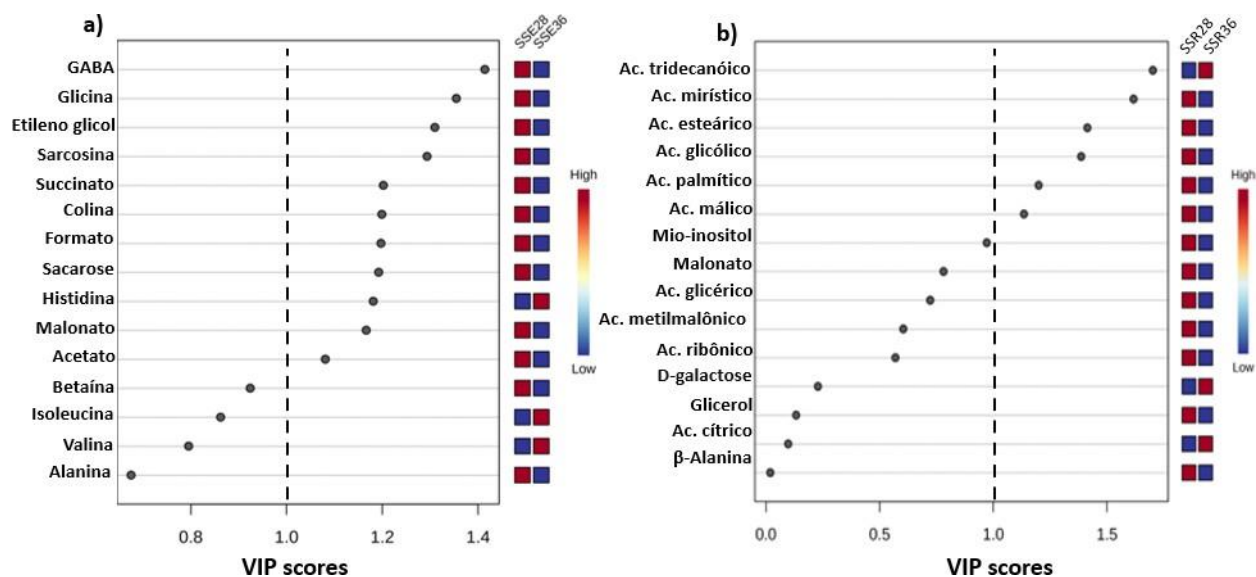 a)
SSE28
SSE36
GABA
Glicina
Etileno glicol
Sarcosina
Succinato
Colina
Formato
Sacarose
Histidina
Malonato
Acetato
Betaína
Isoleucina
Valina
Alanina
High
Low
0.8 1.0 1.2 1.4
VIP scores
b)
SSR28
SSR36
Ac. tridecanóico
Ac. mirístico
Ac. esteárico
Ac. glicólico
Ac. palmítico
Ac. málico
Mio-inositol
Malonato
Ac. glicérico
Ac. metilmalônico
Ac. ribônico
D-galactose
Glicerol
Ac. cítrico
β-Alanina
High
Low
0.0 0.5 1.0 1.5
VIP scores